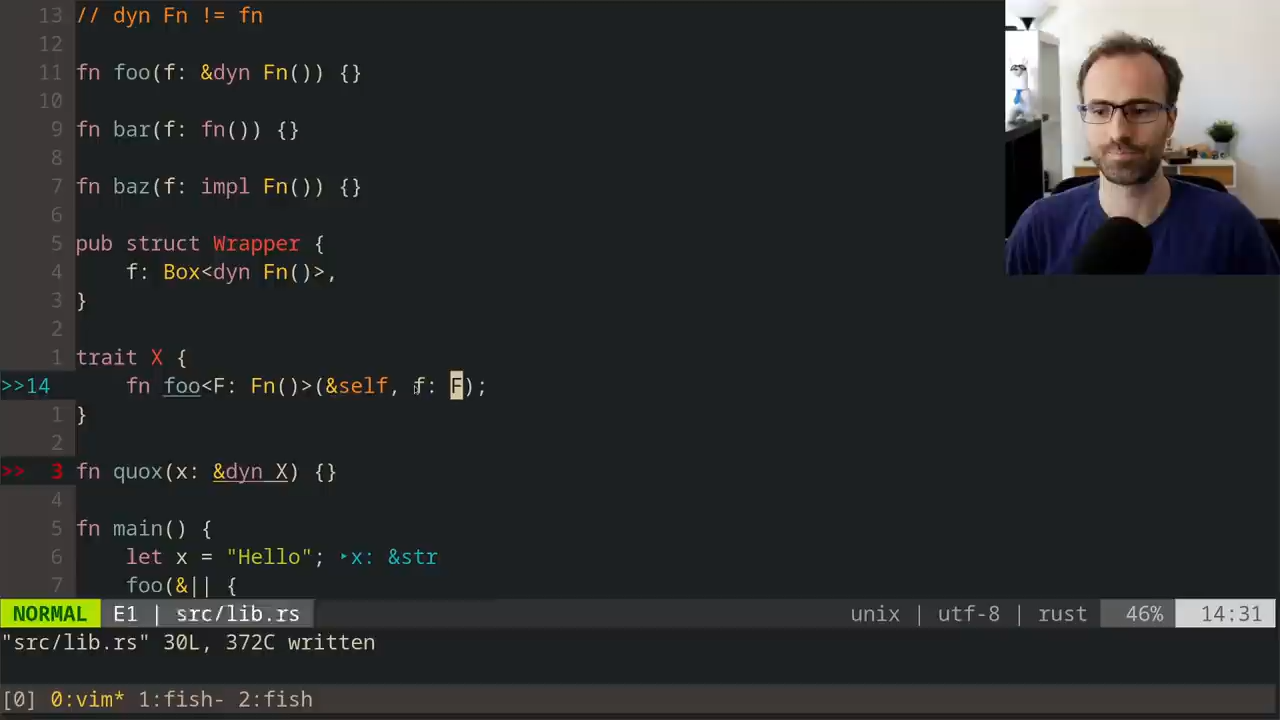 13 // dyn Fn != fn
12
11 fn foo(f: &dyn Fn()) {}
10
9 fn bar(f: fn()) {}
8
7 fn baz(f: impl Fn()) {}
6
5 pub struct Wrapper {
4     f: Box<dyn Fn()>,
3 }
2
1 trait X {
>>14     fn foo<F: Fn()>(&self, f: F);
1 }
2
>> 3 fn quox(x: &dyn X) {}
4
5 fn main() {
6     let x = "Hello"; ‣x: &str
7     foo(&|| {
NORMAL E1 | src/lib.rs unix | utf-8 | rust 46% 14:31
"src/lib.rs" 30L, 372C written
[0] 0:vim* 1:fish- 2:fish